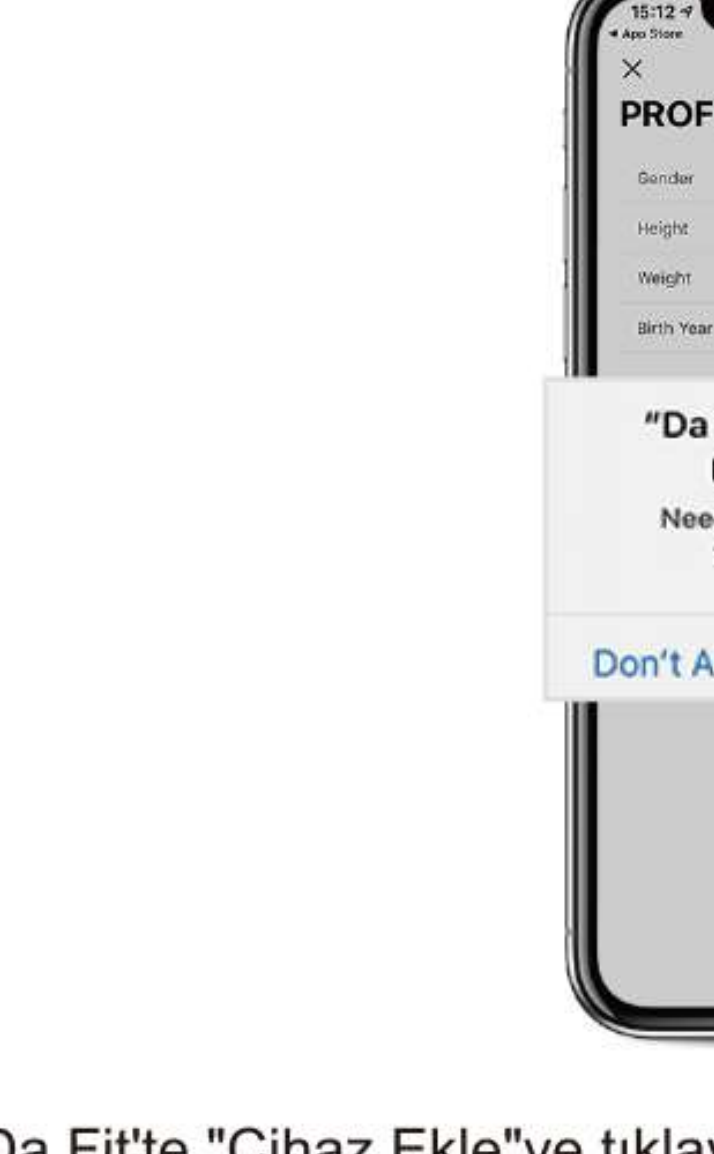 15:12
App Store
PROF
Gender
Height
Weight
Birth Year
"Da
Nee
Don't A
Da Fit'te "Cihaz Ekle"ye tıkla